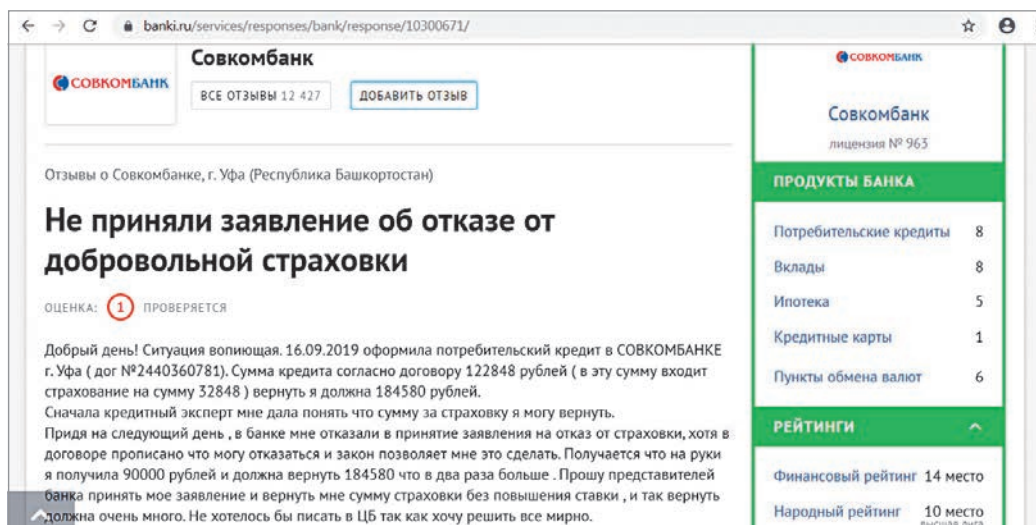 banki.ru/services/responses/bank/response/10300671/
СОВКОМБАНК
Совкомбанк
ВСЕ ОТЗЫВЫ 12 427
ДОБАВИТЬ ОТЗЫВ
Отзывы о Совкомбанке, г. Уфа (Республика Башкортостан)
Не приняли заявление об отказе от
добровольной страховки
ОЦЕНКА: 1 ПРОВЕРЯЕТСЯ
Добрый день! Ситуация вопиющая. 16.09.2019 оформила потребительский кредит в СОВКОМБАНКЕ
г. Уфа ( дог №2440360781). Сумма кредита согласно договору 122848 рублей ( в эту сумму входит
страхование на сумму 32848 ) вернуть я должна 184580 рублей.
Сначала кредитный эксперт мне дала понять что сумму за страховку я могу вернуть.
Придя на следующий день , в банке мне отказали в принятие заявления на отказ от страховки, хотя в
договоре прописано что могу отказаться и закон позволяет мне это сделать. Получается что на руки
я получила 90000 рублей и должна вернуть 184580 что в два раза больше . Прошу представителей
банка принять мое заявление и вернуть мне сумму страховки без повышения ставки , и так вернуть
должна очень много. Не хотелось бы писать в ЦБ так как хочу решить все мирно.
СОВКОМБАНК
Совкомбанк
лицензия № 963
ПРОДУКТЫ БАНКА
Потребительские кредиты 8
Вклады 8
Ипотека 5
Кредитные карты 1
Пункты обмена валют 6
РЕЙТИНГИ
Финансовый рейтинг 14 место
Народный рейтинг 10 место
высшая лига